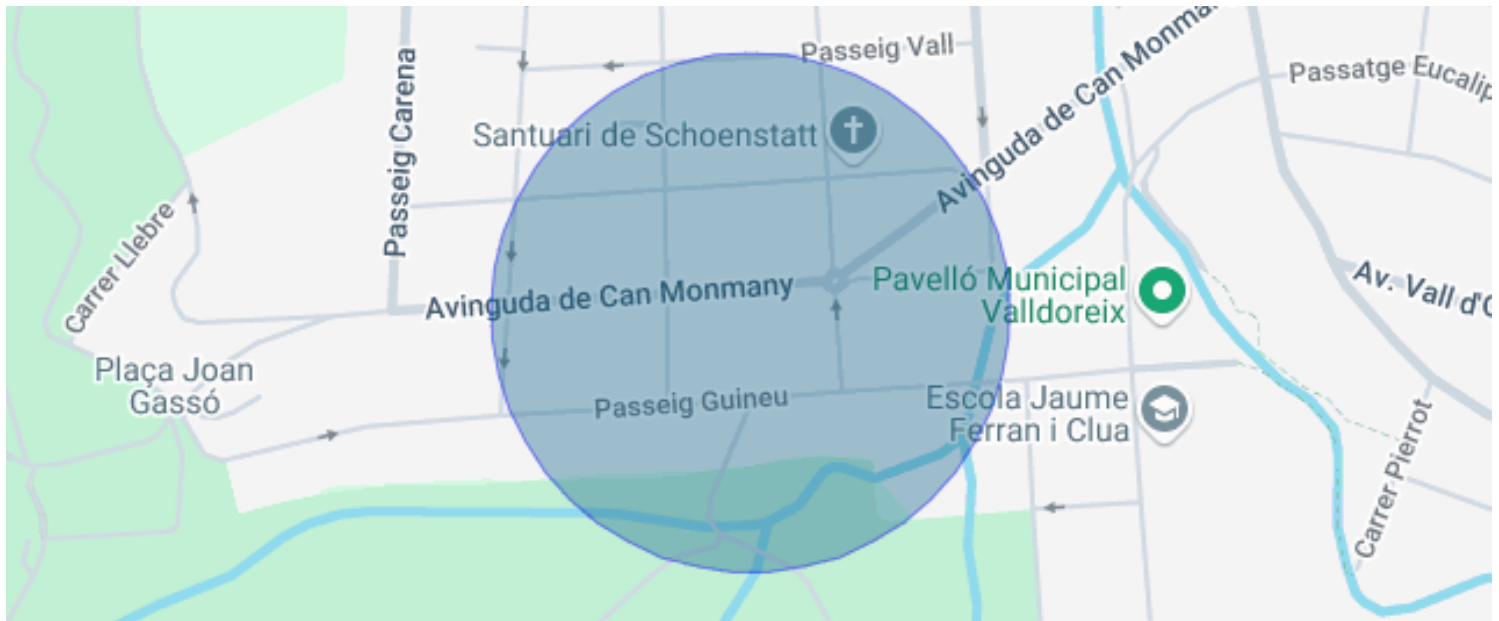 Passeig Vall
Avinguda de Can Monma
Passatge Eucalip
Passeig Carena
Santuari de Schoenstatt
Carrer Llebre
Avinguda de Can Monmany
Pavelló Municipal
Valldoreix
Av. Vall d'
Plaça Joan
Gassó
Passeig Guineu
Escola Jaume
Ferran i Clua
Carrer Pierrot